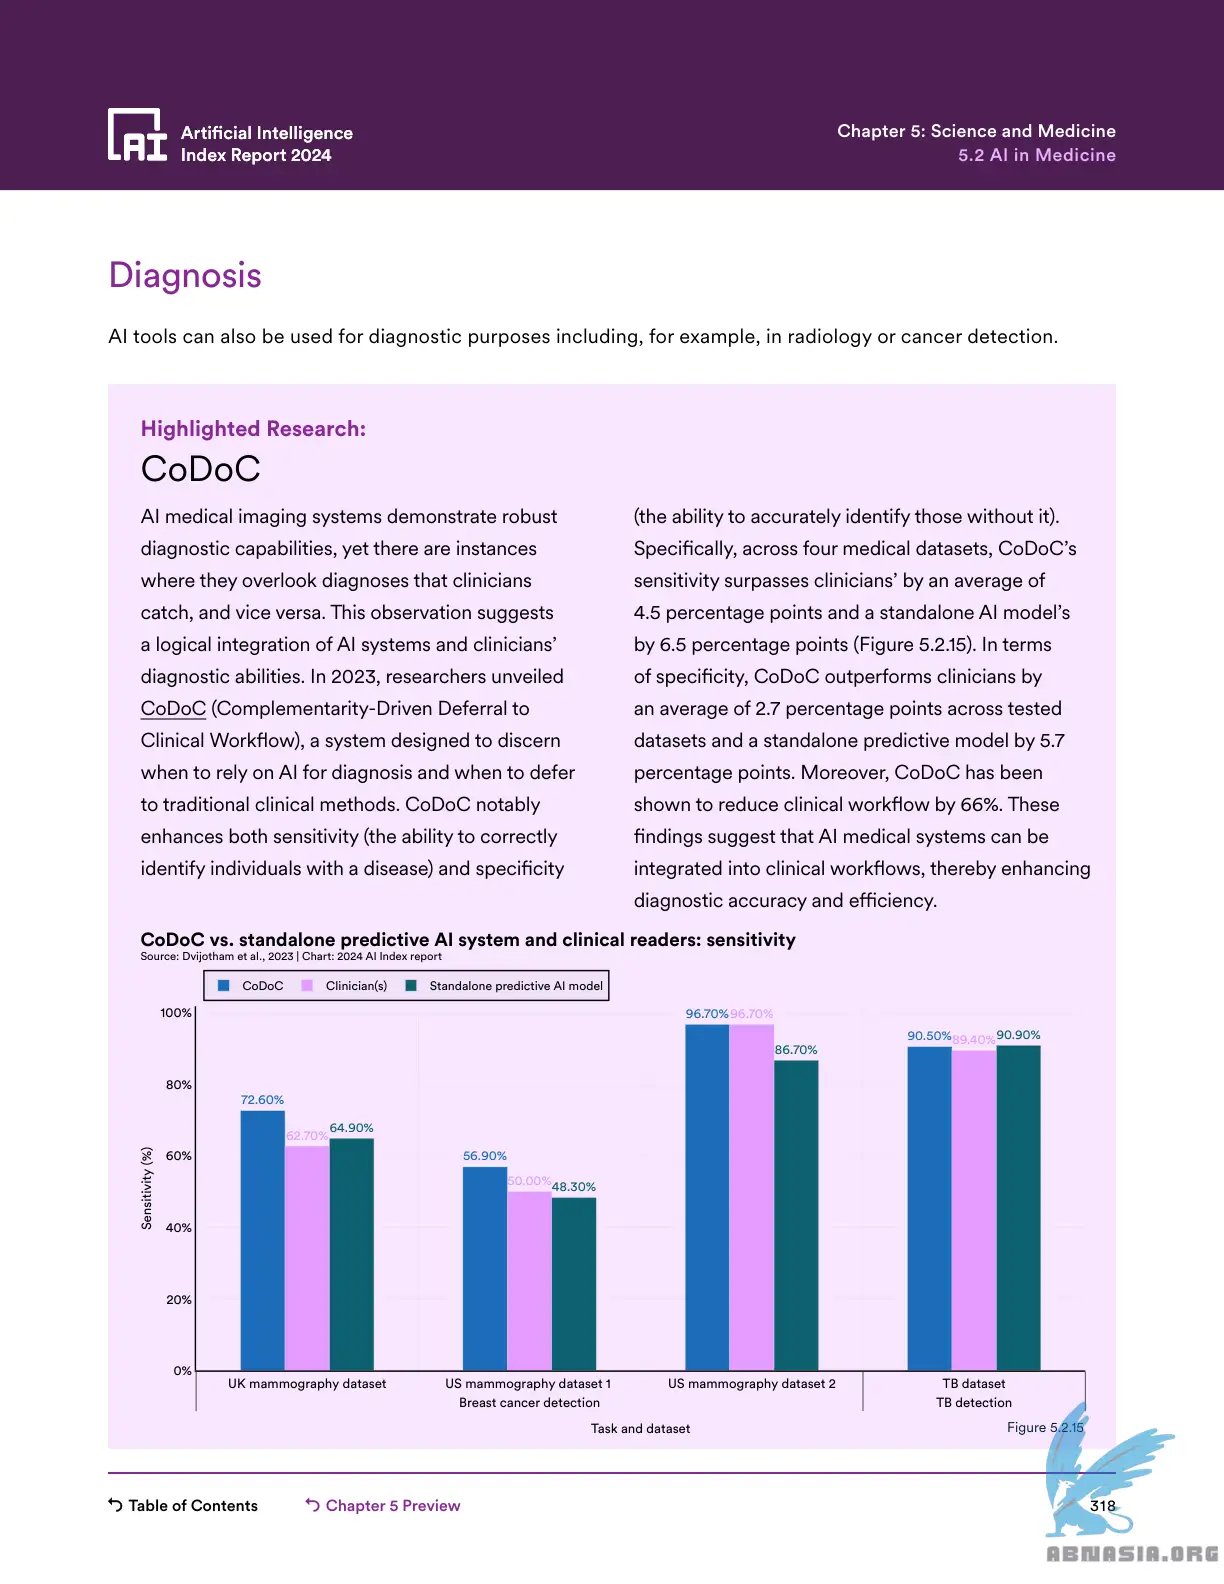 Artificial Intelligence
Index Report 2024
Chapter 5: Science and Medicine
5.2 AI in Medicine
Diagnosis
AI tools can also be used for diagnostic purposes including, for example, in radiology or cancer detection.
Highlighted Research:
CoDoC
AI medical imaging systems demonstrate robust
diagnostic capabilities, yet there are instances
where they overlook diagnoses that clinicians
catch, and vice versa. This observation suggests
a logical integration of AI systems and clinicians’
diagnostic abilities. In 2023, researchers unveiled
CoDoC (Complementarity-Driven Deferral to
Clinical Workflow), a system designed to discern
when to rely on AI for diagnosis and when to defer
to traditional clinical methods. CoDoC notably
enhances both sensitivity (the ability to correctly
identify individuals with a disease) and specificity
(the ability to accurately identify those without it).
Specifically, across four medical datasets, CoDoC’s
sensitivity surpasses clinicians’ by an average of
4.5 percentage points and a standalone AI model’s
by 6.5 percentage points (Figure 5.2.15). In terms
of specificity, CoDoC outperforms clinicians by
an average of 2.7 percentage points across tested
datasets and a standalone predictive model by 5.7
percentage points. Moreover, CoDoC has been
shown to reduce clinical workflow by 66%. These
findings suggest that AI medical systems can be
integrated into clinical workflows, thereby enhancing
diagnostic accuracy and efficiency.
CoDoC vs. standalone predictive AI system and clinical readers: sensitivity
Source: Dvijotham et al., 2023 | Chart: 2024 AI Index report
CoDoC Clinician(s) Standalone predictive AI model
100%
80%
60%
40%
20%
0%
Sensitivity (%)
72.60% 62.70% 64.90%
56.90% 50.00% 48.30%
96.70% 96.70% 86.70%
90.50% 89.40% 90.90%
UK mammography dataset US mammography dataset 1 US mammography dataset 2 TB dataset
Breast cancer detection TB detection
Task and dataset
Figure 5.2.15
Table of Contents Chapter 5 Preview 318
ABNASIA.ORG